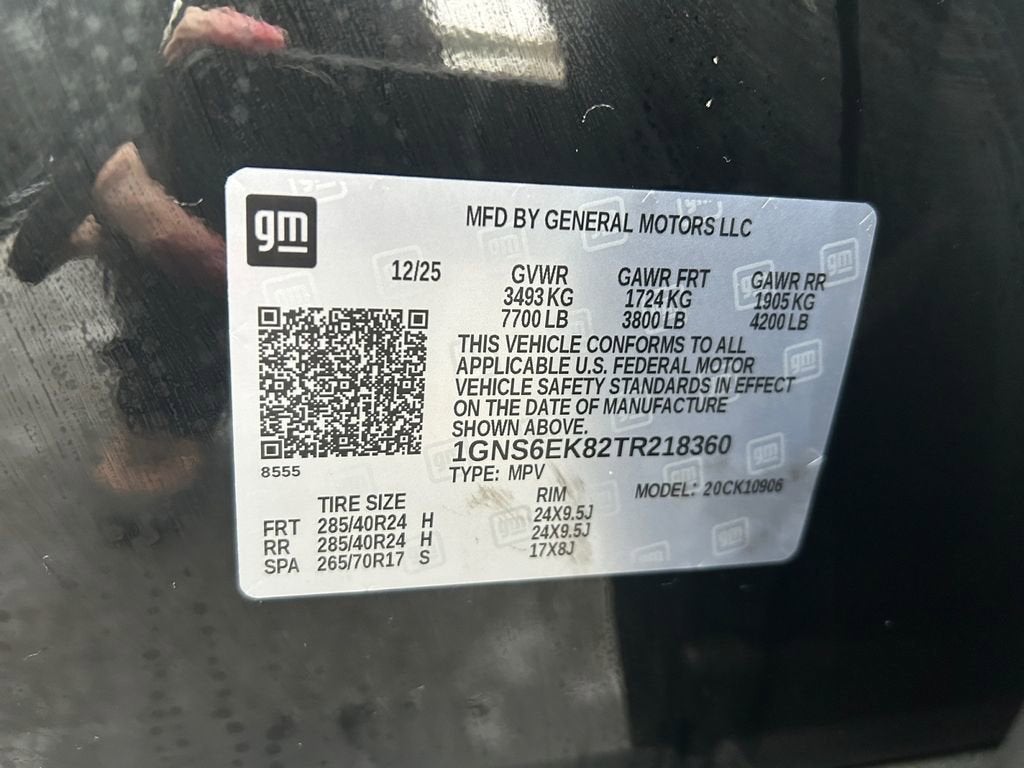 gm
MFD BY GENERAL MOTORS LLC
12/25 GVWR GAWR FRT GAWR RR
3493 KG 1724 KG 1905 KG
7700 LB 3800 LB 4200 LB
THIS VEHICLE CONFORMS TO ALL
APPLICABLE U.S. FEDERAL MOTOR
VEHICLE SAFETY STANDARDS IN EFFECT
ON THE DATE OF MANUFACTURE
SHOWN ABOVE.
1GNS6EK82TR218360
8555
TYPE: MPV MODEL: 20CK10906
TIRE SIZE RIM
FRT 285/40R24 H 24X9.5J
RR 285/40R24 H 24X9.5J
SPA 265/70R17 S 17X8J